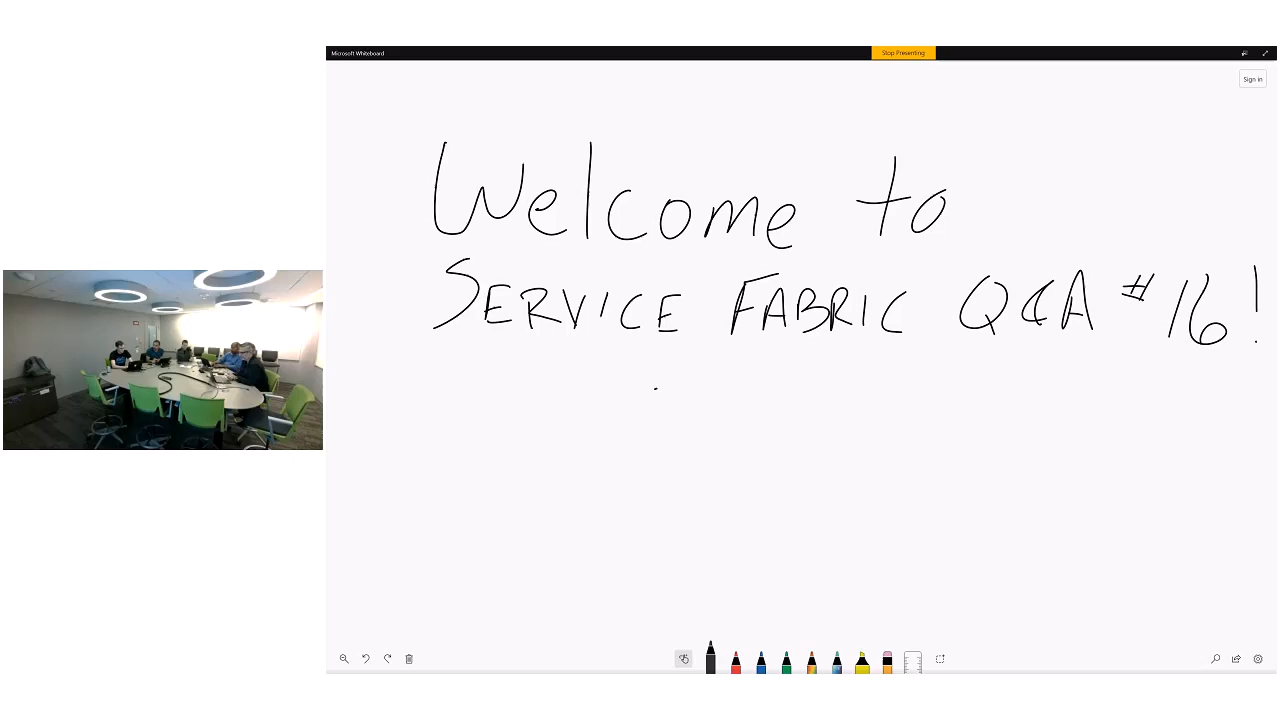 Microsoft Whiteboard
Stop Presenting
Sign in
Welcome to
SERVICE FABRIC Q&A #16!